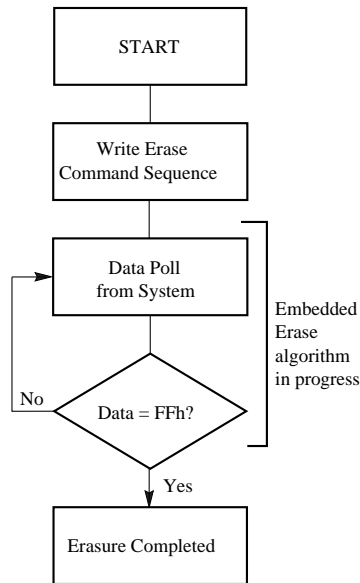 START
Write Erase
Command Sequence
Data Poll
from System
Embedded
Erase
algorithm
in progress
No
Data = FFh?
Yes
Erasure Completed